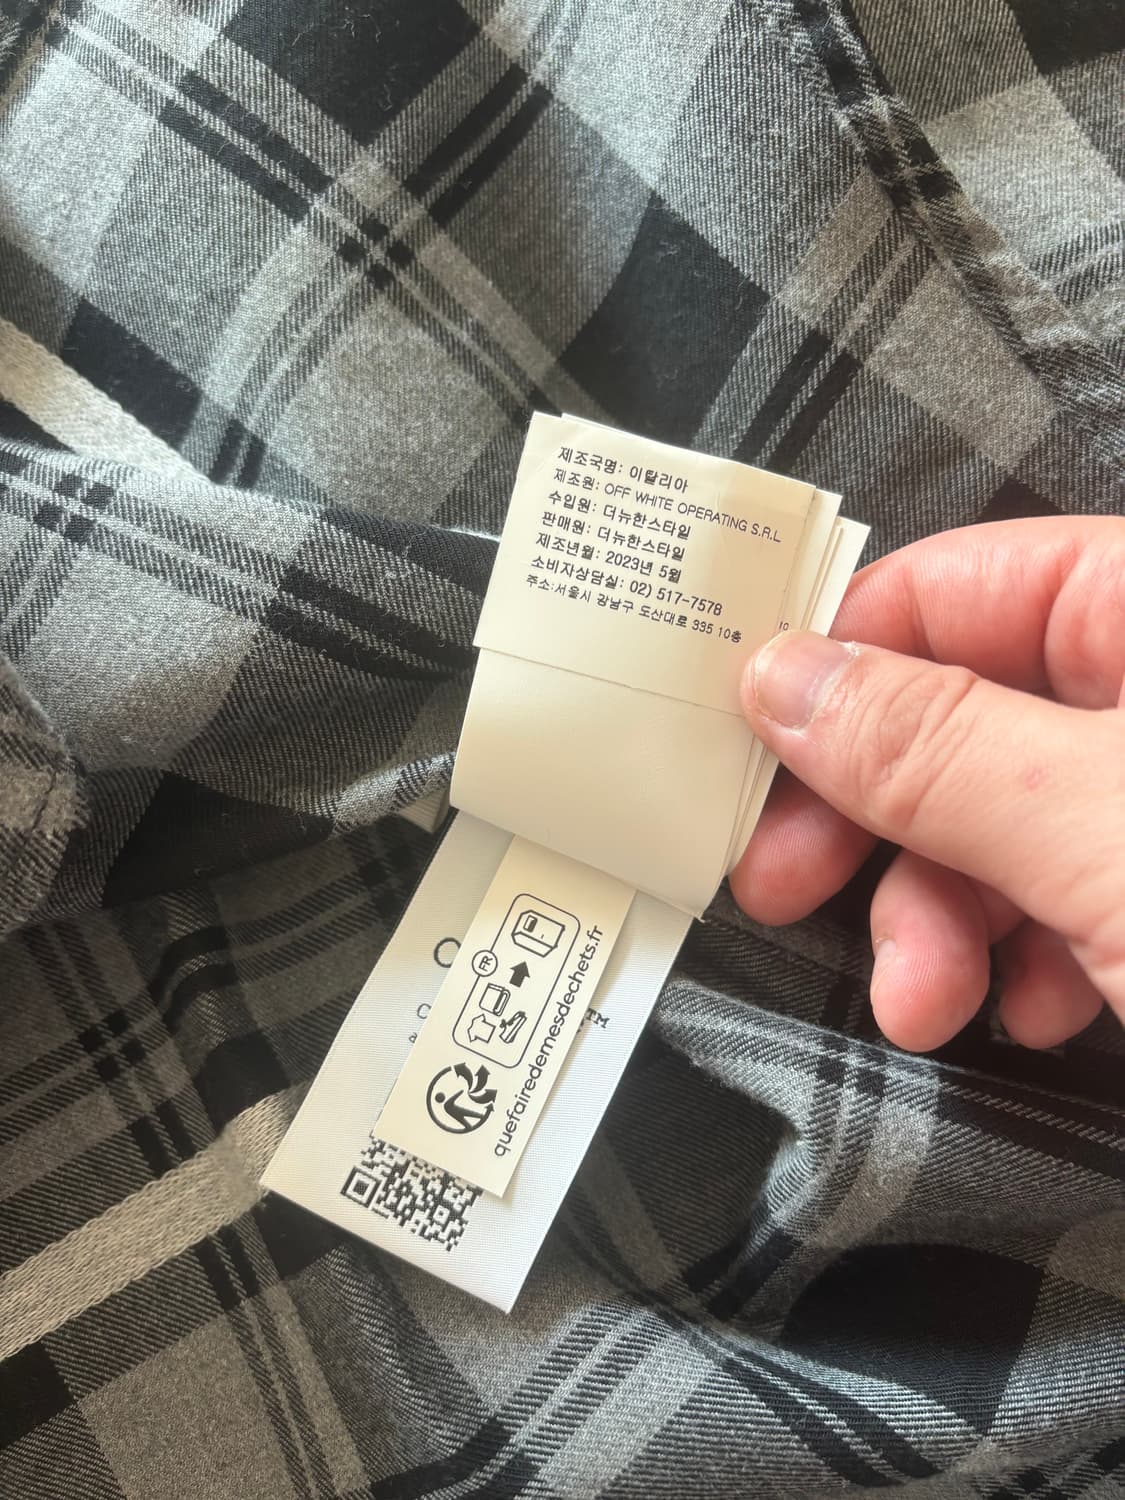 제조국명: 이탈리아
제조원: OFF WHITE OPERATING S.R.L
수입원: 더뉴한스타일
판매원: 더뉴한스타일
제조년월: 2023년 5월
소비자상담실: 02) 517-7578
주소:서울시 강남구 도산대로 335 10층
FR
quefairedemesdechets.fr
TM